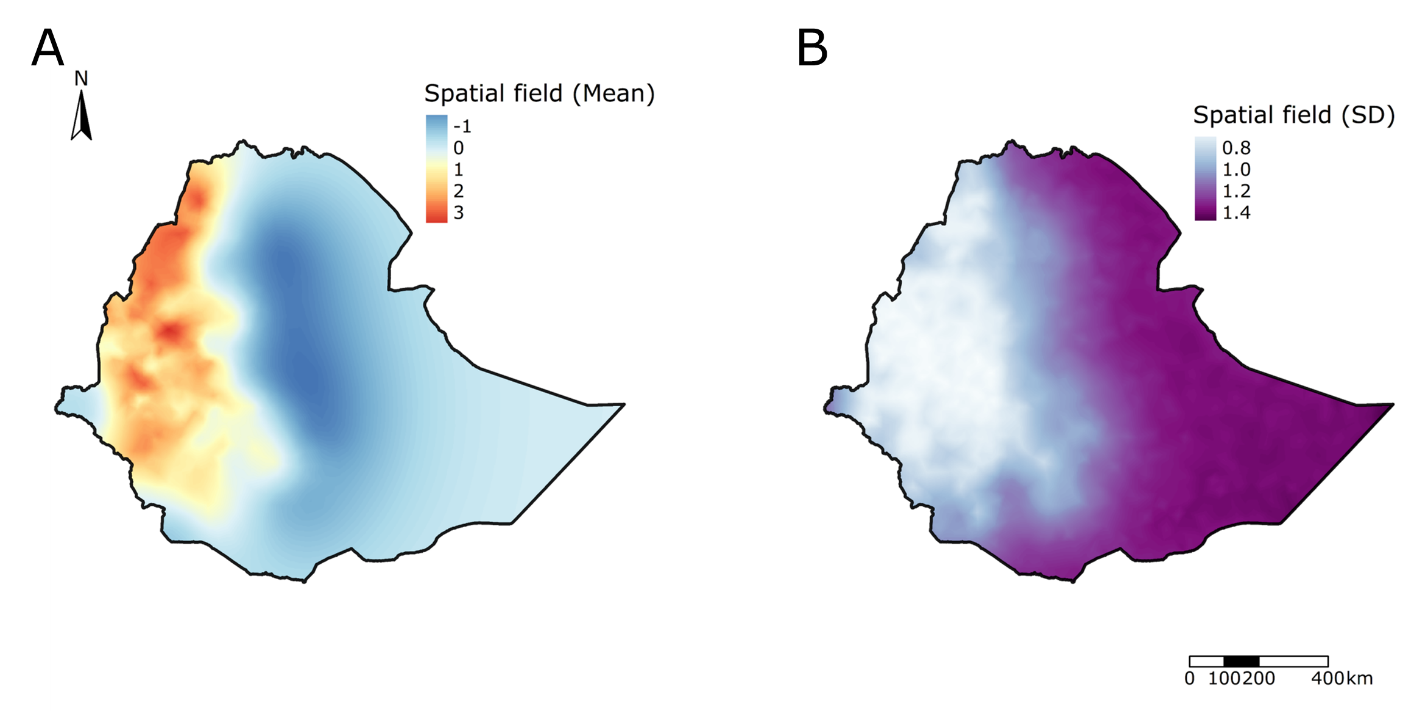 A
N
Spatial field (Mean)
-1
0
1
2
3
B
Spatial field (SD)
0.8
1.0
1.2
1.4
0 100200 400km